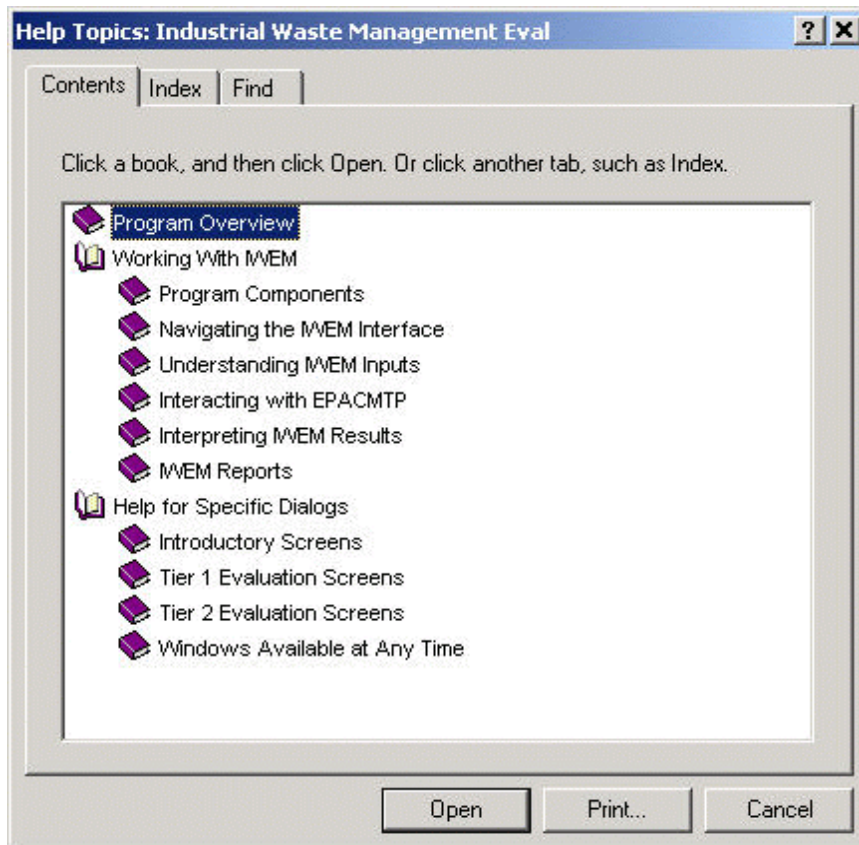 Help Topics: Industrial Waste Management Eval
Contents Index Find
Click a book, and then click Open. Or click another tab, such as Index.
Program Overview
Working With IWEM
Program Components
Navigating the IWEM Interface
Understanding IWEM Inputs
Interacting with EPACMTP
Interpreting IWEM Results
IWEM Reports
Help for Specific Dialogs
Introductory Screens
Tier 1 Evaluation Screens
Tier 2 Evaluation Screens
Windows Available at Any Time
Open Print... Cancel